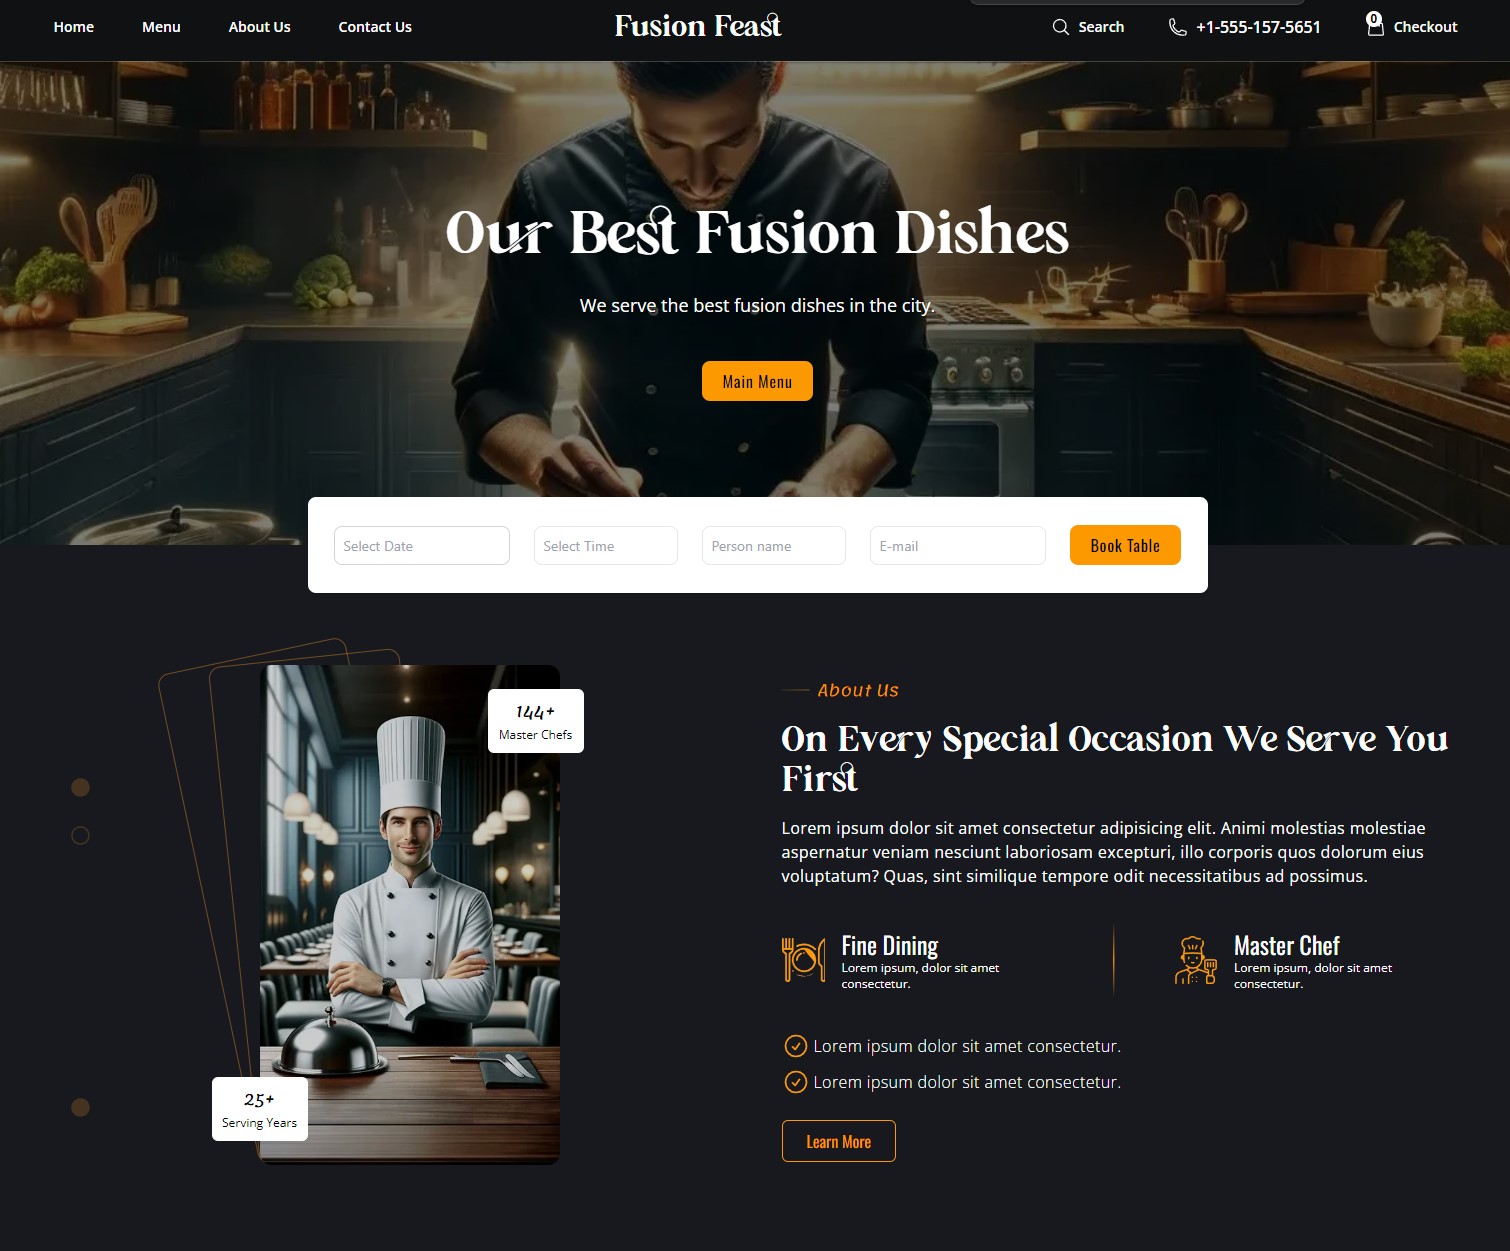 Home Menu About Us Contact Us Fusion Feast Search +1-555-157-5651 0 Checkout
Our Best Fusion Dishes
We serve the best fusion dishes in the city.
Main Menu
Select Date Select Time Person name E-mail Book Table
144+
Master Chefs
25+
Serving Years
About Us
On Every Special Occasion We Serve You
First
Lorem ipsum dolor sit amet consectetur adipisicing elit. Animi molestias molestiae
aspernatur veniam nesciunt laboriosam excepturi, illo corporis quos dolorum eius
voluptatum? Quas, sint similique tempore odit necessitatibus ad possimus.
Fine Dining
Lorem ipsum, dolor sit amet
consectetur.
Master Chef
Lorem ipsum, dolor sit amet
consectetur.
Lorem ipsum dolor sit amet consectetur.
Lorem ipsum dolor sit amet consectetur.
Learn More